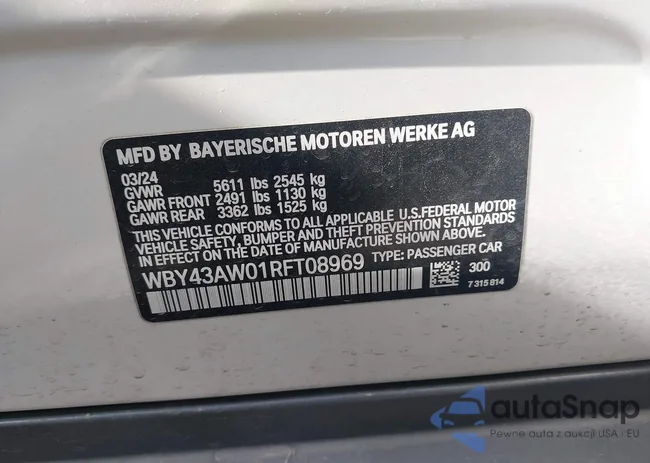 MFD BY BAYERISCHE MOTOREN WERKE AG
03/24
GVWR 5611 lbs 2545 kg
GAWR FRONT 2491 lbs 1130 kg
GAWR REAR 3362 lbs 1525 kg
THIS VEHICLE CONFORMS TO ALL APPLICABLE U.S.FEDERAL MOTOR
VEHICLE SAFETY, BUMPER AND THEFT PREVENTION STANDARDS
IN EFFECT ON THE DATE OF MANUFACTURE SHOWN ABOVE.
WBY43AW01RFT08969 TYPE: PASSENGER CAR
300
7 315 814
autaSnap
Pewne auta z aukcji USA i EU